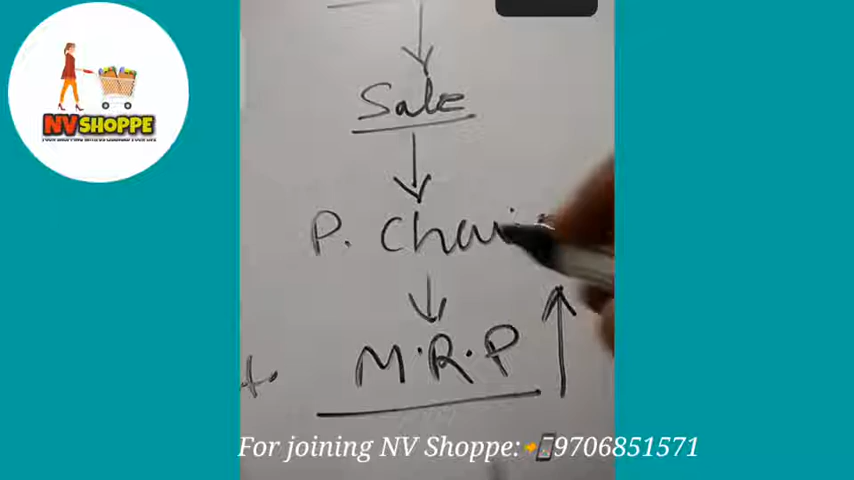 NV SHOPPE
Sale
P. Chai
M.R.P
For joining NV Shoppe: 9706851571